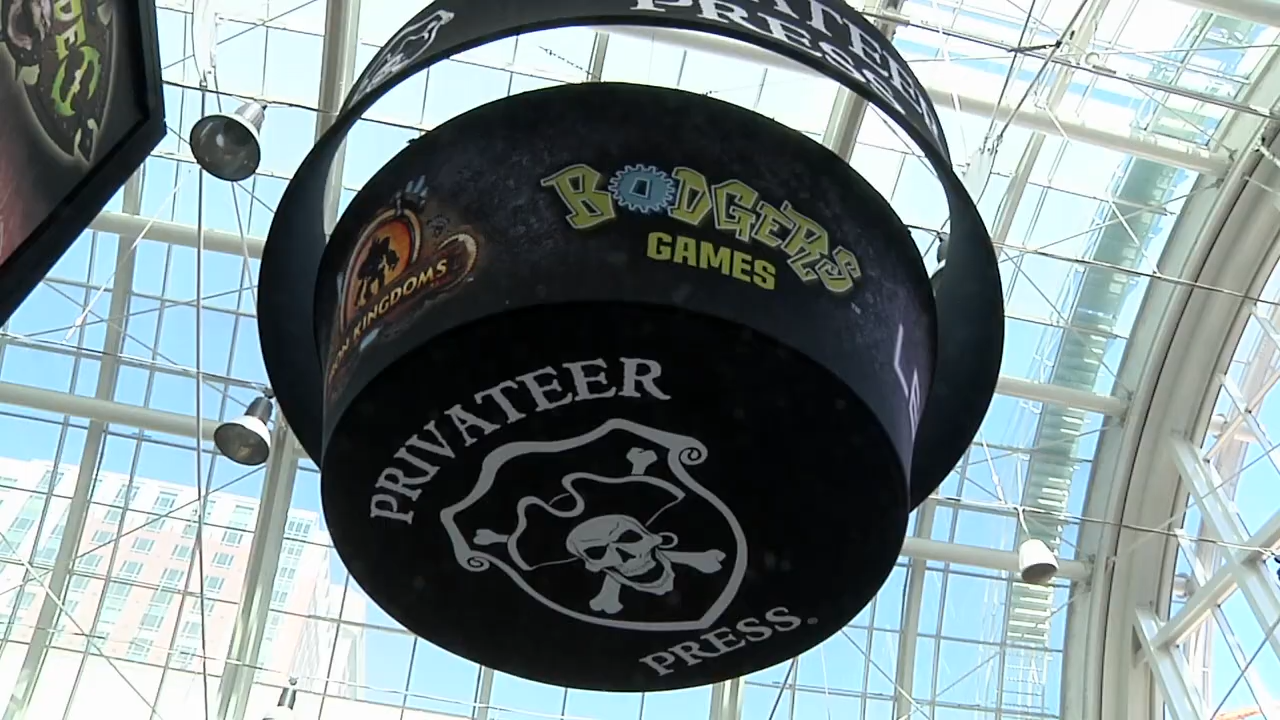 PRESS
BODGERS
GAMES
KINGDOMS
PRIVATEER
PRESS